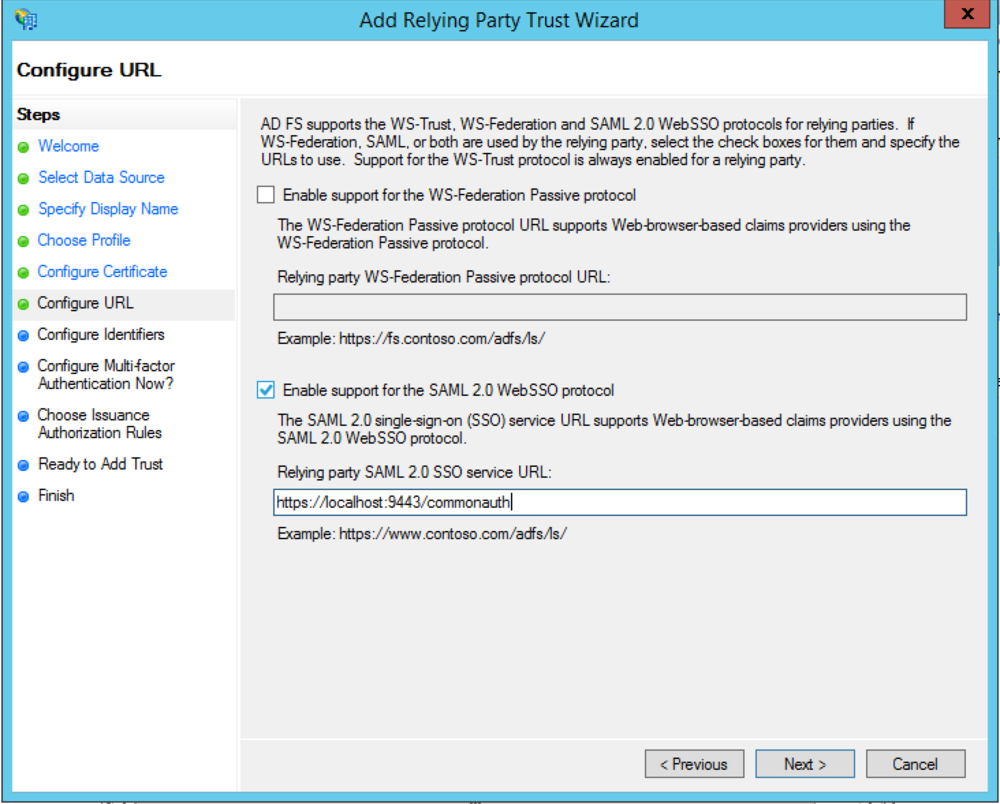 Add Relying Party Trust Wizard
x
Configure URL
Steps
Welcome
Select Data Source
Specify Display Name
Choose Profile
Configure Certificate
Configure URL
Configure Identifiers
Configure Multi-factor
Authentication Now?
Choose Issuance
Authorization Rules
Ready to Add Trust
Finish
AD FS supports the WS-Trust, WS-Federation and SAML 2.0 WebSSO protocols for relying parties.  If
WS-Federation, SAML, or both are used by the relying party, select the check boxes for them and specify the
URLs to use.  Support for the WS-Trust protocol is always enabled for a relying party.
Enable support for the WS-Federation Passive protocol
The WS-Federation Passive protocol URL supports Web-browser-based claims providers using the
WS-Federation Passive protocol.
Relying party WS-Federation Passive protocol URL:
Example: https://fs.contoso.com/adfs/ls/
Enable support for the SAML 2.0 WebSSO protocol
The SAML 2.0 single-sign-on (SSO) service URL supports Web-browser-based claims providers using the
SAML 2.0 WebSSO protocol.
Relying party SAML 2.0 SSO service URL:
https://localhost:9443/commonauth
Example: https://www.contoso.com/adfs/ls/
< Previous
Next >
Cancel